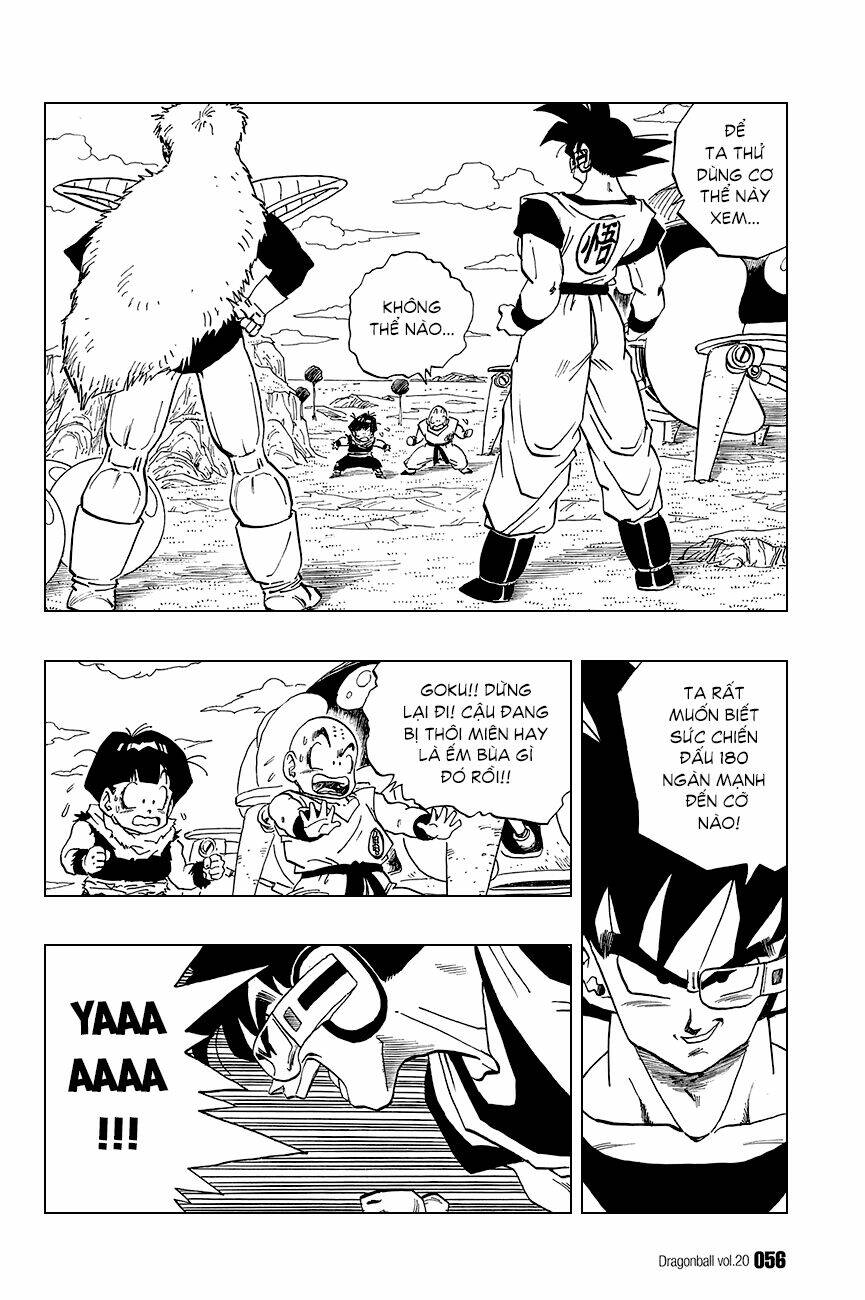 ĐỂ
TA THỬ
DÙNG CƠ
THỂ NÀY
XEM...
悟
KHÔNG
THỂ NÀO...
GOKU!! DỪNG
LẠI ĐI! CẬU ĐANG
BỊ THÔI MIÊN HAY
LÀ ẾM BÙA GÌ
ĐÓ RỒI!!
TA RẤT
MUỐN BIẾT
SỨC CHIẾN
ĐẤU 180
NGÀN MẠNH
ĐẾN CỠ
NÀO!
YAAA
AAAA
!!!
Dragonball vol.20 056